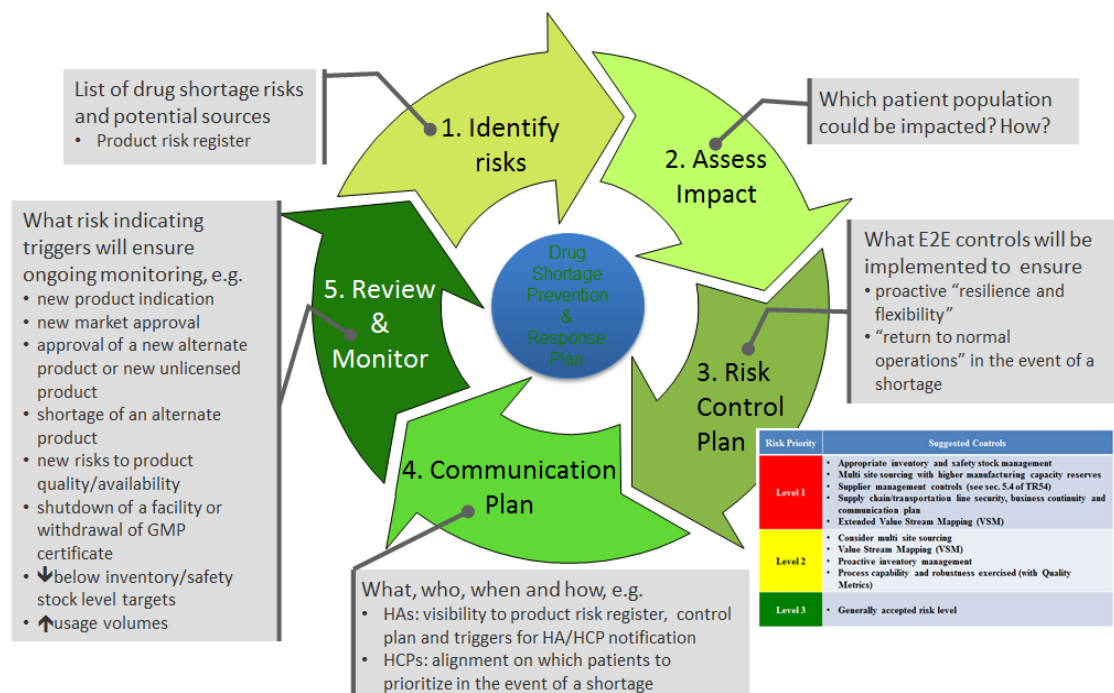 List of drug shortage risks
and potential sources
• Product risk register
1. Identify
risks
Which patient population
could be impacted? How?
2. Assess
Impact
What E2E controls will be
implemented to ensure
• proactive “resilience and
flexibility”
• “return to normal
operations” in the event of a
shortage
3. Risk
Control
Plan
Drug
Shortage
Prevention
&
Response
Plan
What risk indicating
triggers will ensure
ongoing monitoring, e.g.
• new product indication
• new market approval
• approval of a new alternate
product or new unlicensed
product
• shortage of an alternate
product
• new risks to product
quality/availability
• shutdown of a facility or
withdrawal of GMP
certificate
• ↓below inventory/safety
stock level targets
• ↑usage volumes
5. Review
&
Monitor
4. Communication
Plan
What, who, when and how, e.g.
• HAs: visibility to product risk register, control
plan and triggers for HA/HCP notification
• HCPs: alignment on which patients to
prioritize in the event of a shortage
Risk Priority Suggested Controls
Level 1
• Appropriate inventory and safety stock management
• Multi site sourcing with higher manufacturing capacity reserves
• Supplier management controls (see sec. 5.4 of TR54)
• Supply chain/transportation line security, business continuity and
communication plan
• Extended Value Stream Mapping (VSM)
Level 2
• Consider multi site sourcing
• Value Stream Mapping (VSM)
• Proactive inventory management
• Process capability and robustness exercised (with Quality
Metrics)
Level 3
• Generally accepted risk level